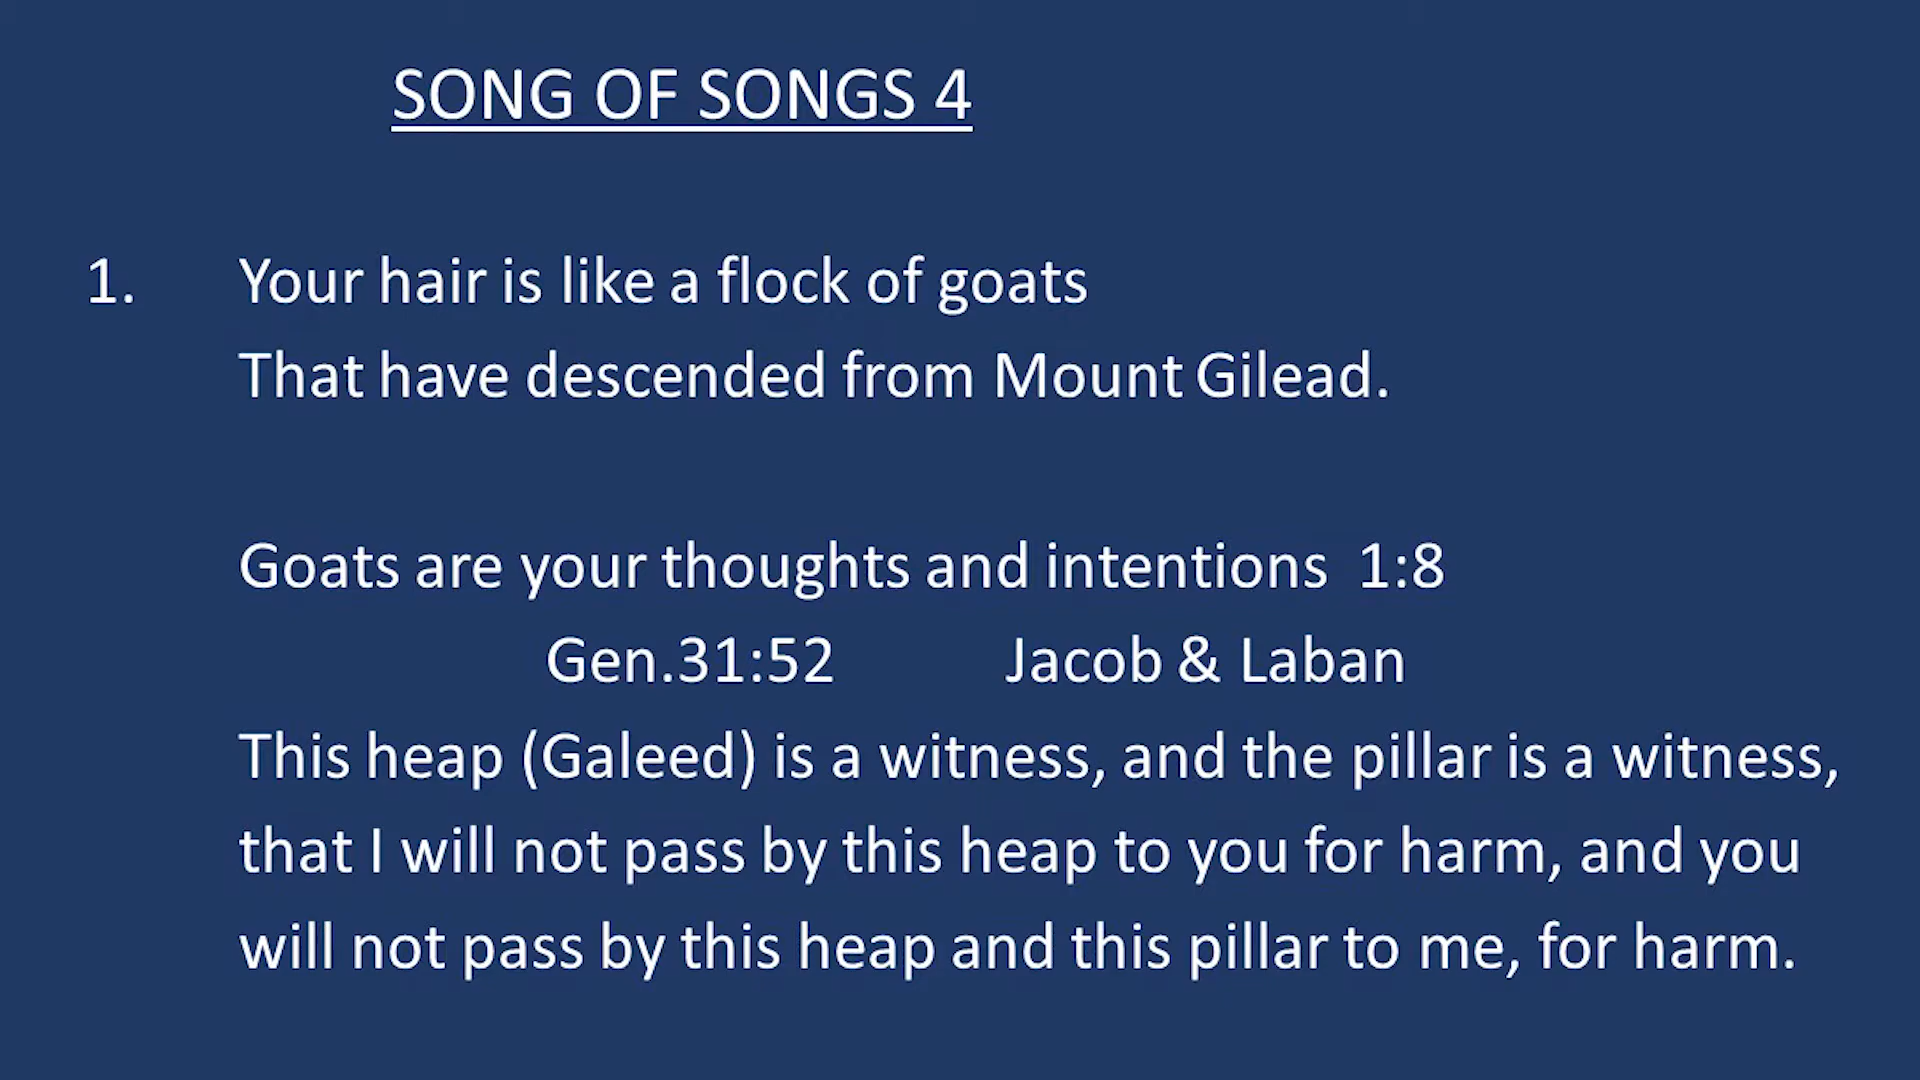 SONG OF SONGS 4
1. Your hair is like a flock of goats
That have descended from Mount Gilead.
Goats are your thoughts and intentions 1:8
Gen.31:52 Jacob & Laban
This heap (Galeed) is a witness, and the pillar is a witness,
that I will not pass by this heap to you for harm, and you
will not pass by this heap and this pillar to me, for harm.